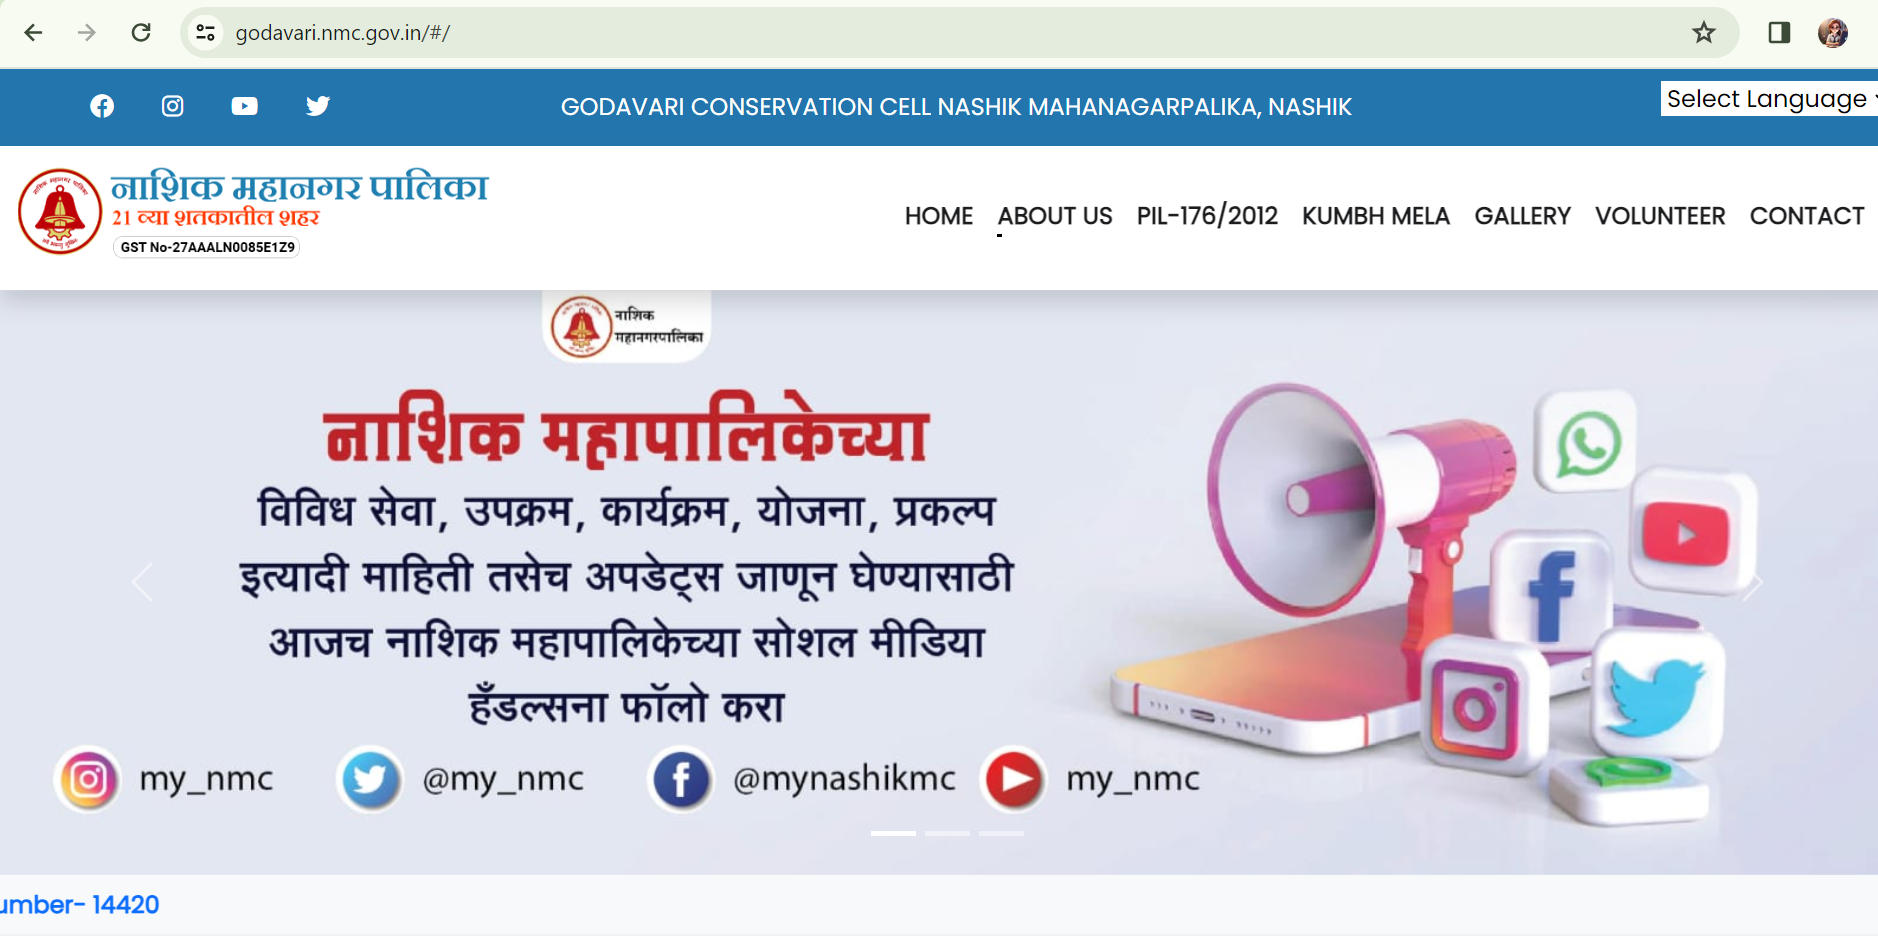 godavari.nmc.gov.in/#/
GODAVARI CONSERVATION CELL NASHIK MAHANAGARPALIKA, NASHIK
Select Language
नाशिक महानगर पालिका
21 व्या शतकातील शहर
GST No-27AAALN0085E1Z9
HOME ABOUT US PIL-176/2012 KUMBH MELA GALLERY VOLUNTEER CONTACT
नाशिक
महानगरपालिका
नाशिक महापालिकेच्या
विविध सेवा, उपक्रम, कार्यक्रम, योजना, प्रकल्प
इत्यादी माहिती तसेच अपडेट्स जाणून घेण्यासाठी
आजच नाशिक महापालिकेच्या सोशल मीडिया
हँडल्सना फॉलो करा
my_nmc @my_nmc @mynashikmc my_nmc
umber- 14420